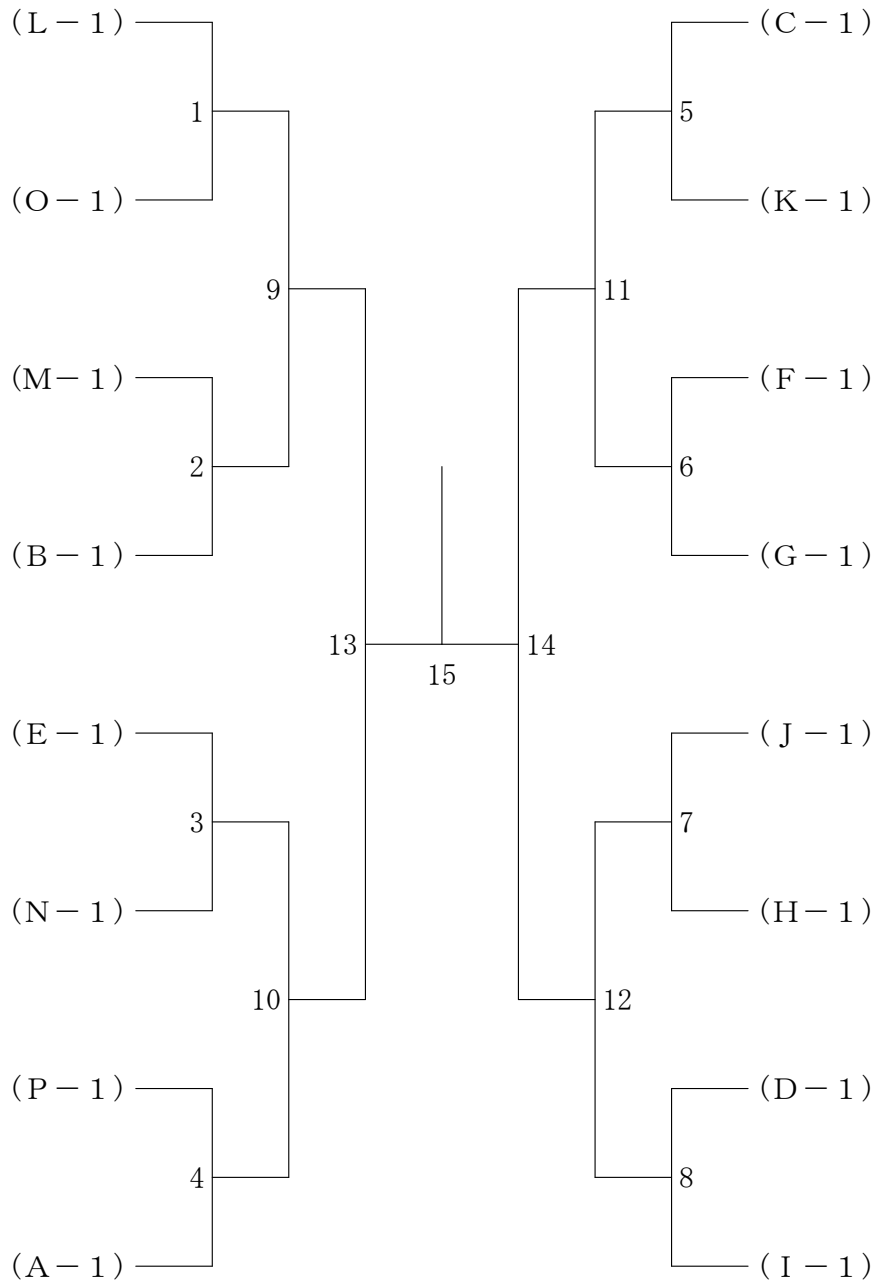 (L－1)
(C－1)
1
5
(O－1)
(K－1)
9
11
(M－1)
(F－1)
2
6
(B－1)
(G－1)
13
14
15
(E－1)
(J－1)
3
7
(N－1)
(H－1)
10
12
(P－1)
(D－1)
4
8
(A－1)
(I－1)